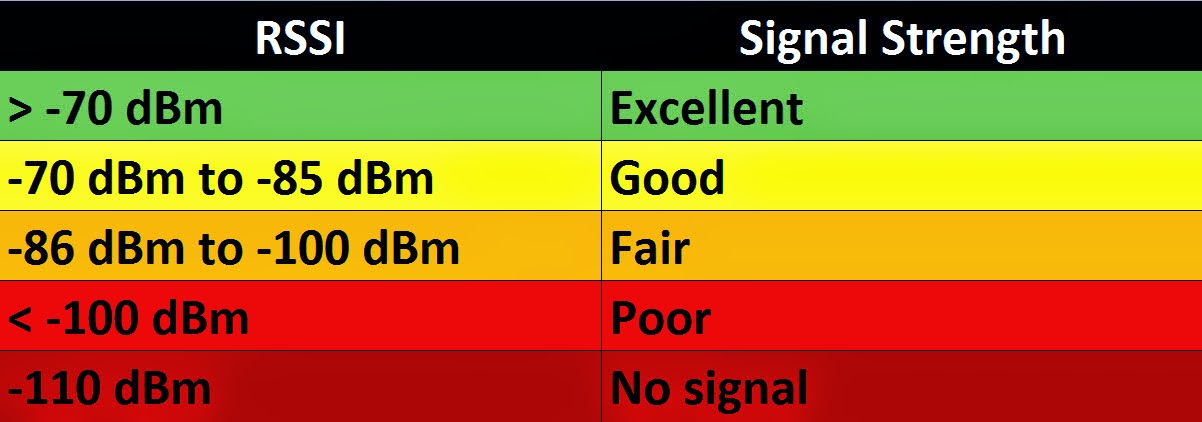 RSSI Signal Strength
> -70 dBm Excellent
-70 dBm to -85 dBm Good
-86 dBm to -100 dBm Fair
< -100 dBm Poor
-110 dBm No signal